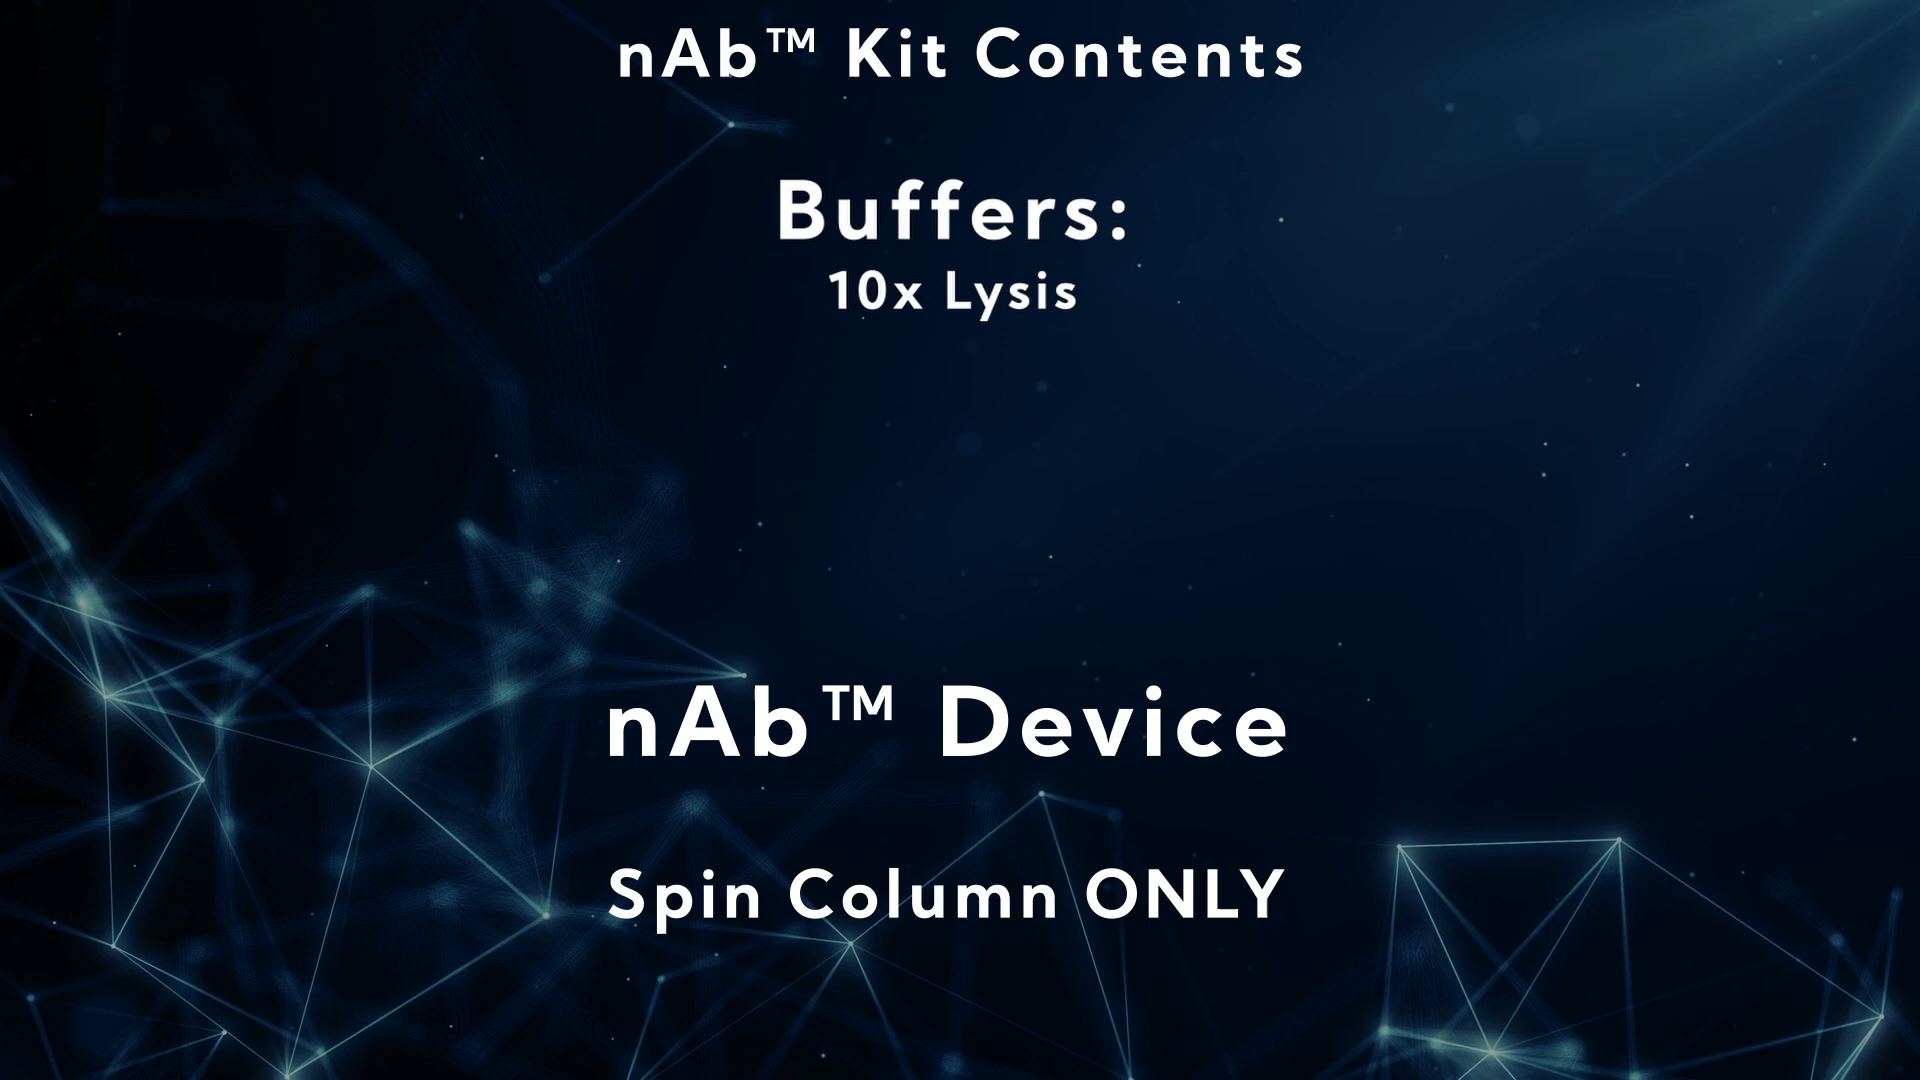 nAb™ Kit Contents
Buffers:
10x Lysis
nAb™ Device
Spin Column ONLY